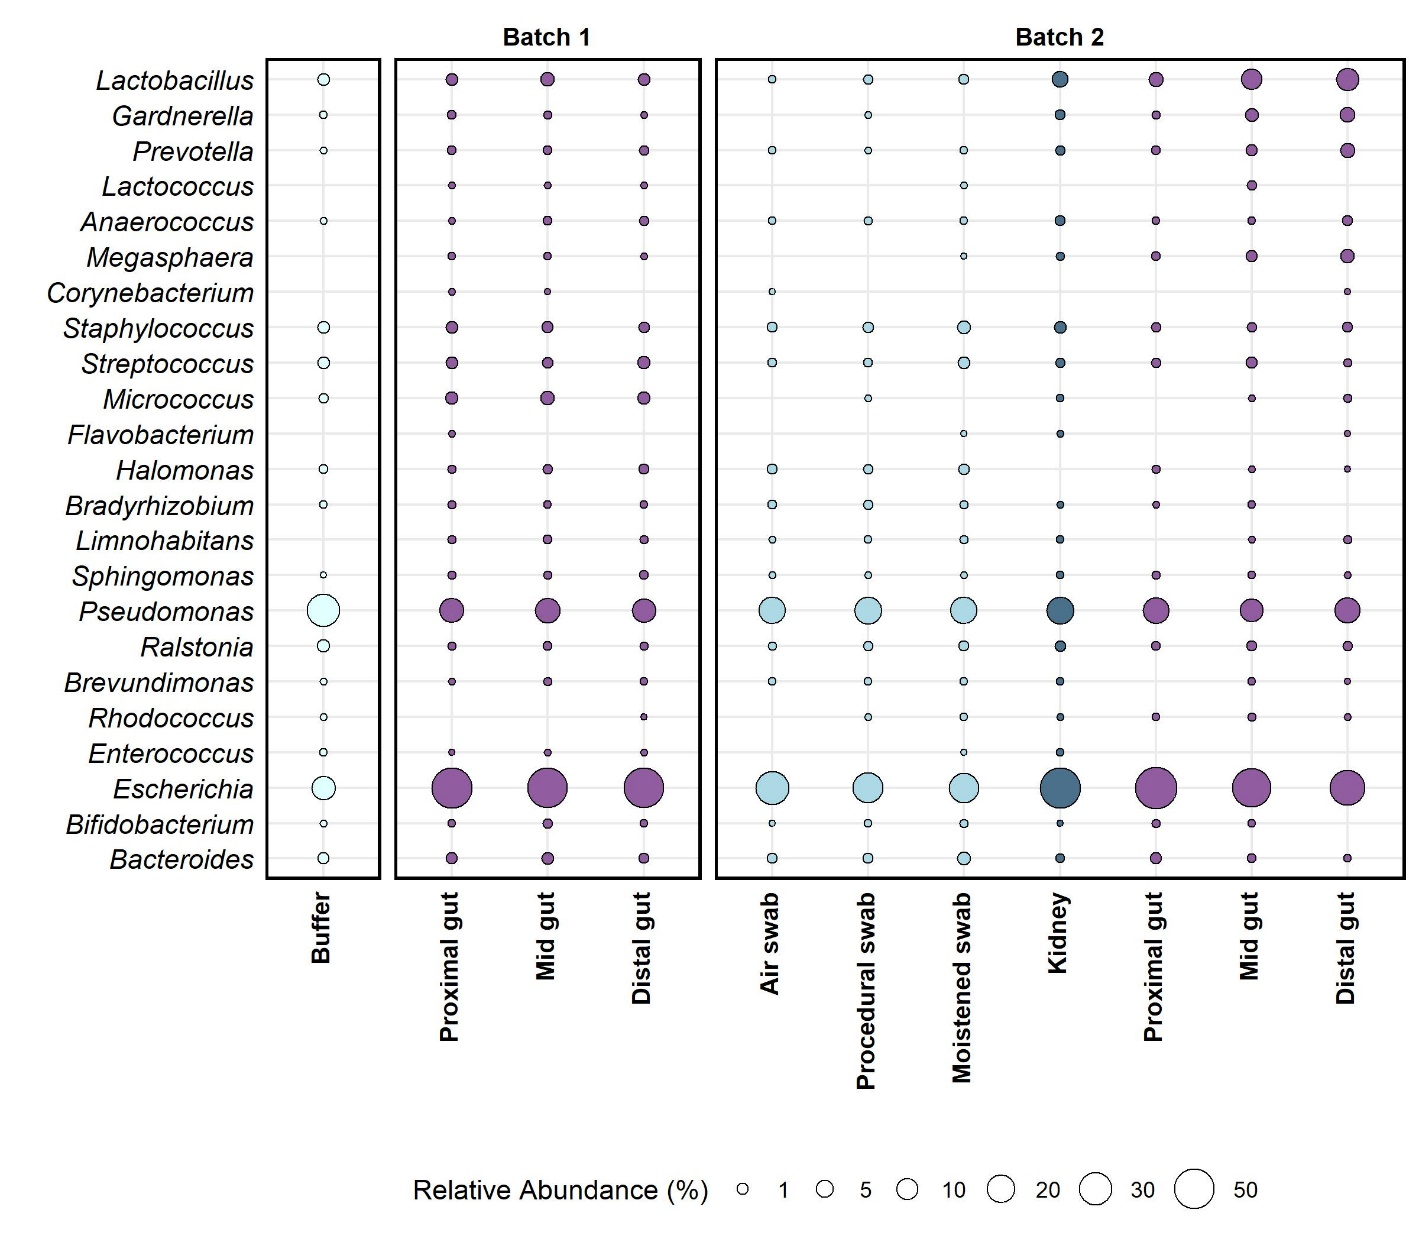 Batch 1
Batch 2
Lactobacillus
Gardnerella
Prevotella
Lactococcus
Anaerococcus
Megasphaera
Corynebacterium
Staphylococcus
Streptococcus
Micrococcus
Flavobacterium
Halomonas
Bradyrhizobium
Limnohabitans
Sphingomonas
Pseudomonas
Ralstonia
Brevundimonas
Rhodococcus
Enterococcus
Escherichia
Bifidobacterium
Bacteroides
Buffer
Proximal gut
Mid gut
Distal gut
Air swab
Procedural swab
Moistened swab
Kidney
Proximal gut
Mid gut
Distal gut
Relative Abundance (%) 1 5 10 20 30 50